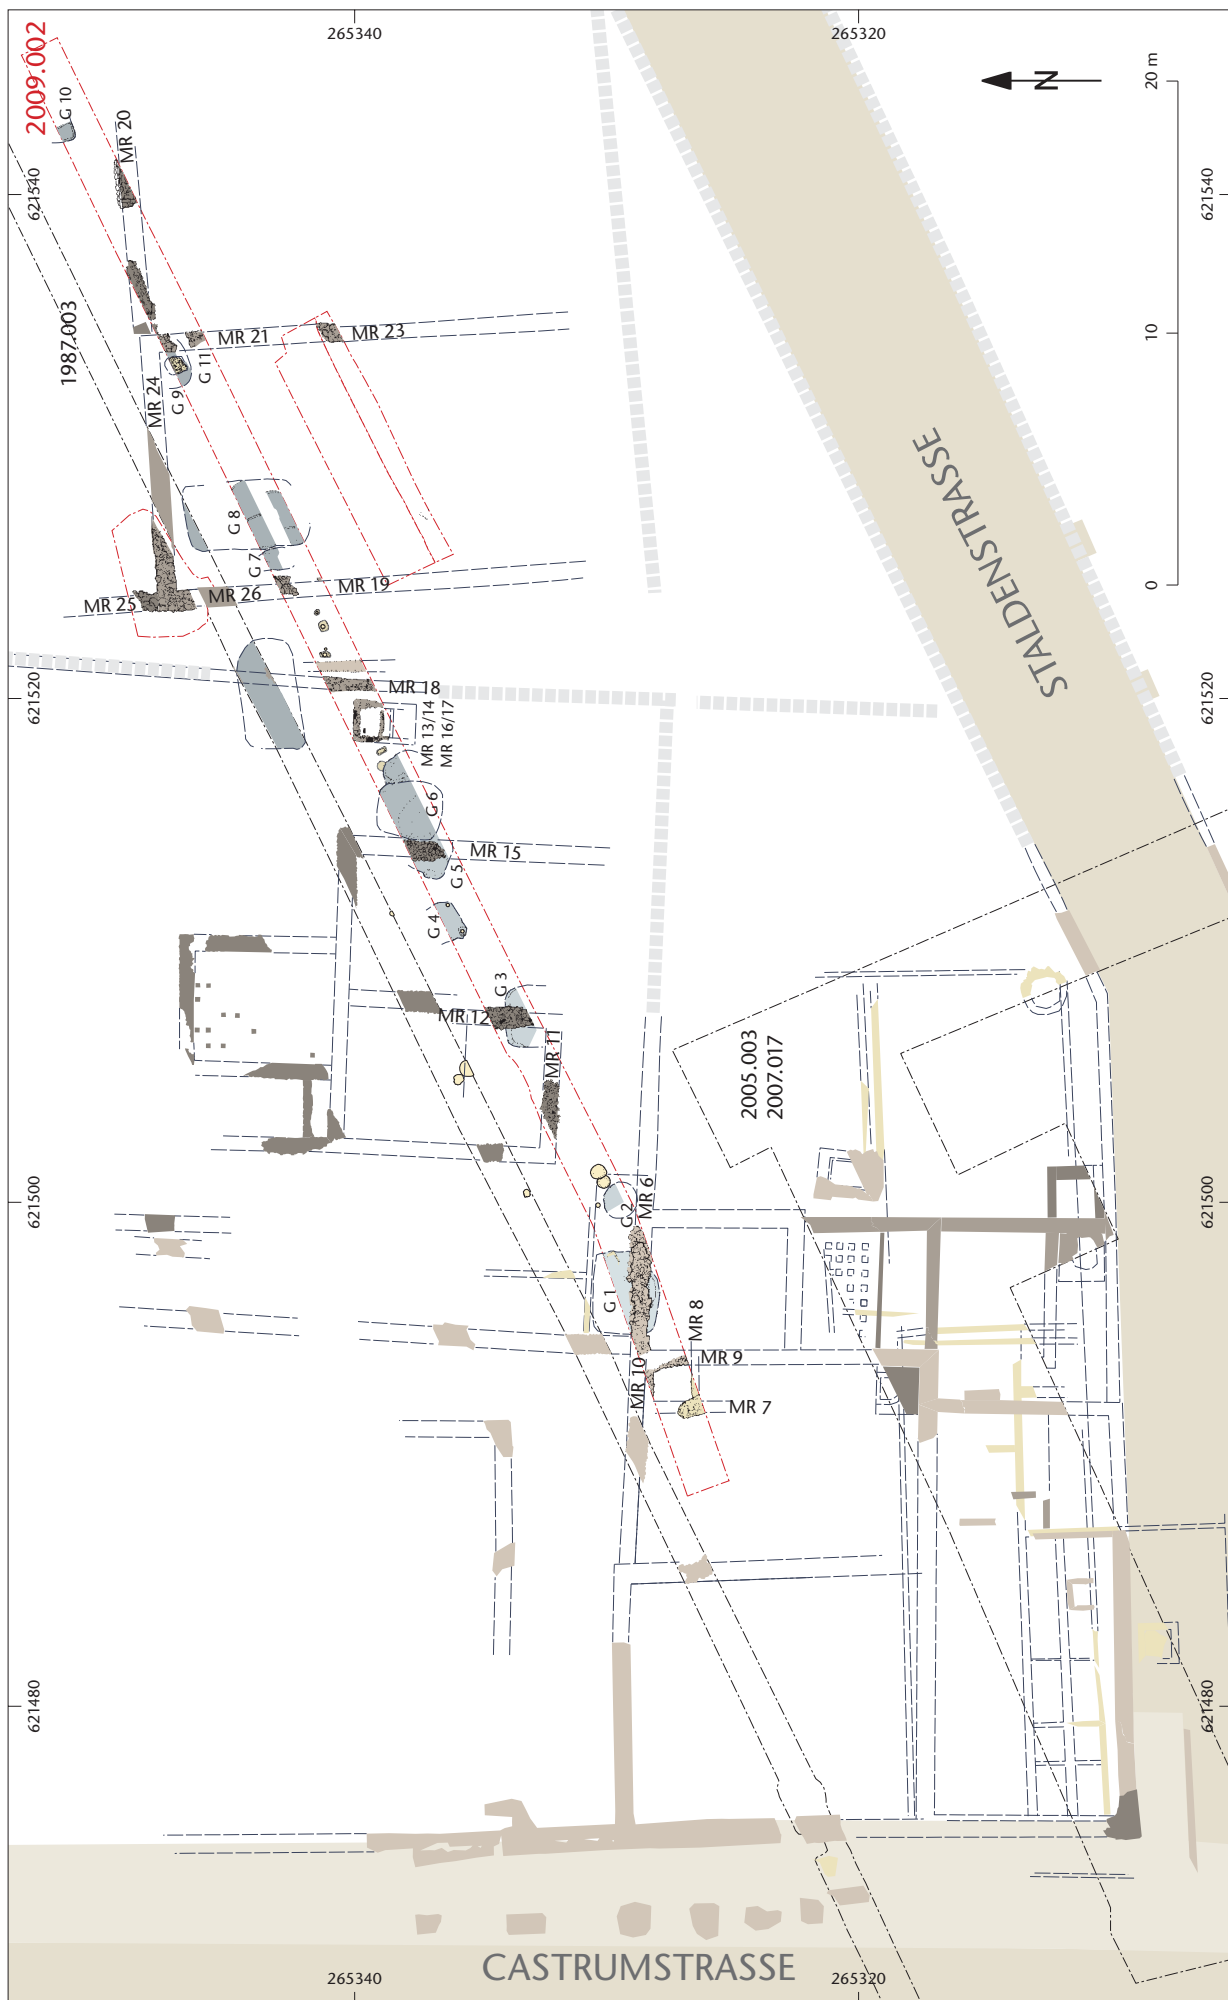 265340
265320
2009.002
G 10
MR 20
N
20 m
621540
621540
1987.003
MR 21
MR 23
G 11
MR 24
G 9
10
STALDENSTRASSE
G 8
G 7
MR 19
0
MR 25
MR 26
621520
MR 18
621520
MR 13/14
MR 16/17
G 6
MR 15
G 5
G 4
G 3
MR 12
MR 11
2005.003
2007.017
621500
G 2
MR 6
621500
G 1
MR 8
MR 9
MR 10
MR 7
621480
621480
CASTRUMSTRASSE
265340
265320